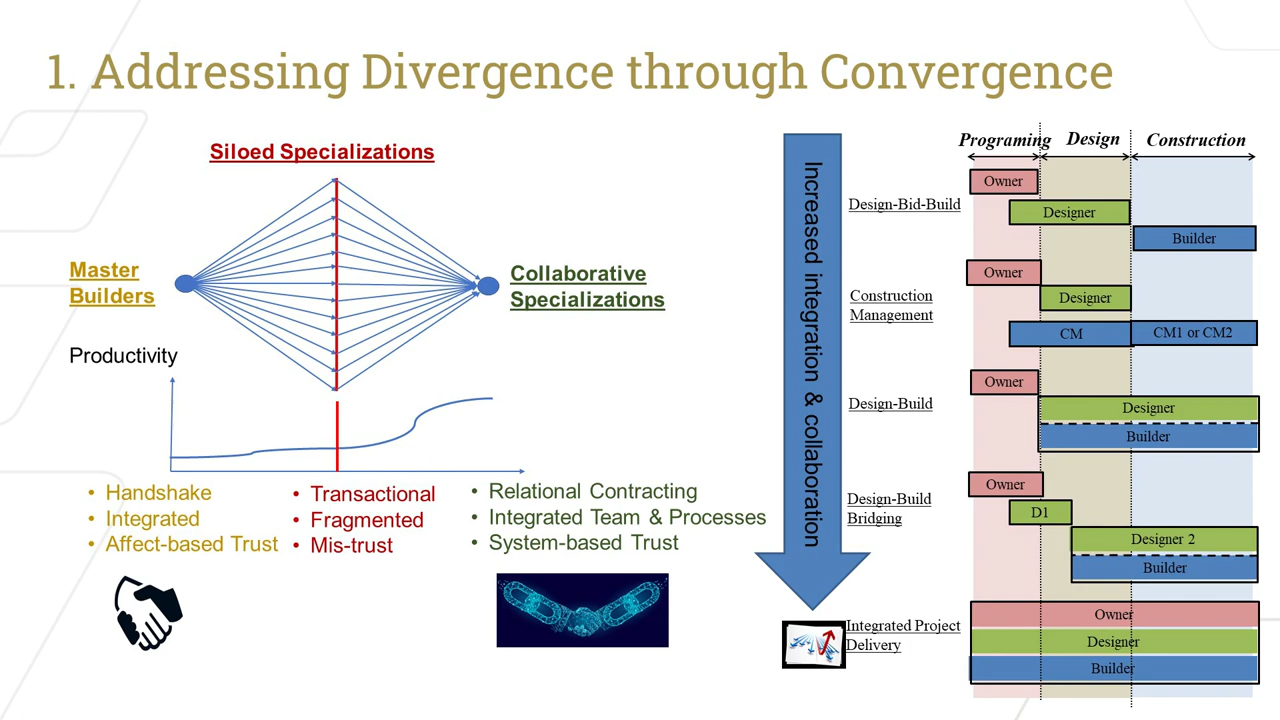 1. Addressing Divergence through Convergence
Siloed Specializations
Master
Builders
Collaborative
Specializations
Productivity
• Handshake
• Integrated
• Affect-based Trust
• Transactional
• Fragmented
• Mis-trust
• Relational Contracting
• Integrated Team & Processes
• System-based Trust
Increased integration & collaboration
Programing
Design
Construction
Design-Bid-Build
Owner
Designer
Builder
Construction
Management
Owner
Designer
CM
CM1 or CM2
Design-Build
Owner
Designer
Builder
Design-Build
Bridging
Owner
D1
Designer 2
Builder
Integrated Project
Delivery
Owner
Designer
Builder